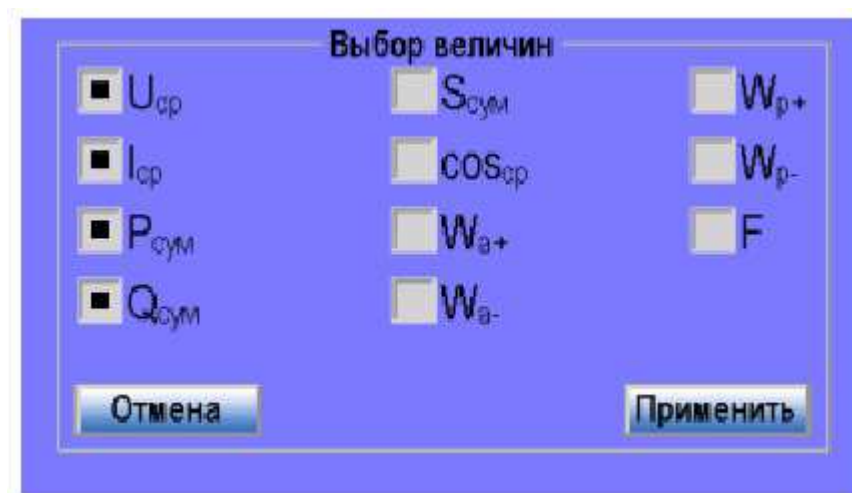 Выбор величин
Uср Sсум Wр+
Iср cosср Wр-
Pсум Wа+ F
Qсум Wа-
Отмена Применить